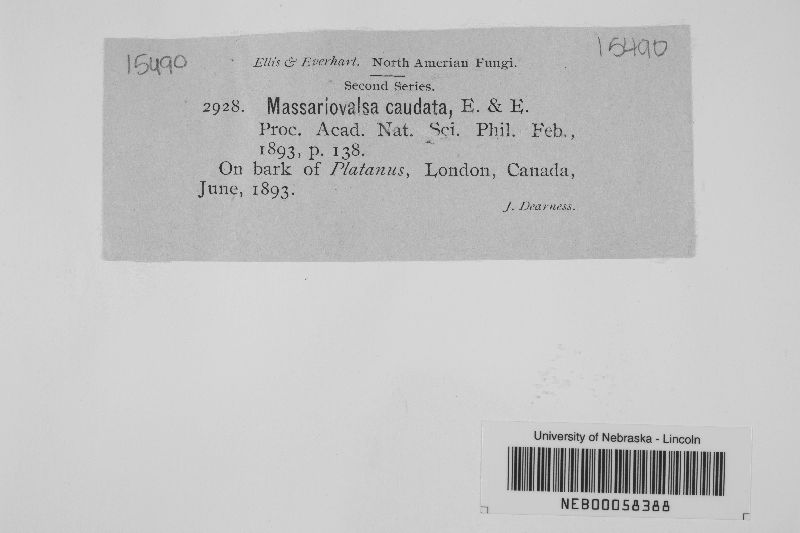 15490
15490
Ellis & Everhart. North Amerian Fungi.
Second Series.
2928. Massariovalsa caudata, E. & E.
Proc. Acad. Nat. Sci. Phil. Feb.,
1893, p. 138.
On bark of Platanus, London, Canada,
June, 1893.
J. Dearness.
University of Nebraska - Lincoln
NEB00058388